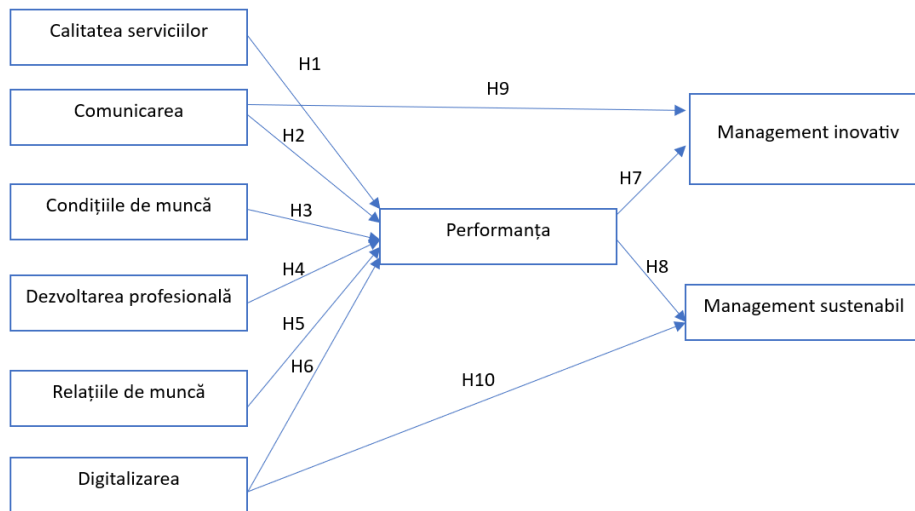 Calitatea serviciilor
H1
Comunicarea
H9
H2
Management inovativ
H7
Condițiile de muncă
H3
Performanța
H4
H8
Dezvoltarea profesională
Management sustenabil
H5
H6
Relațiile de muncă
H10
Digitalizarea